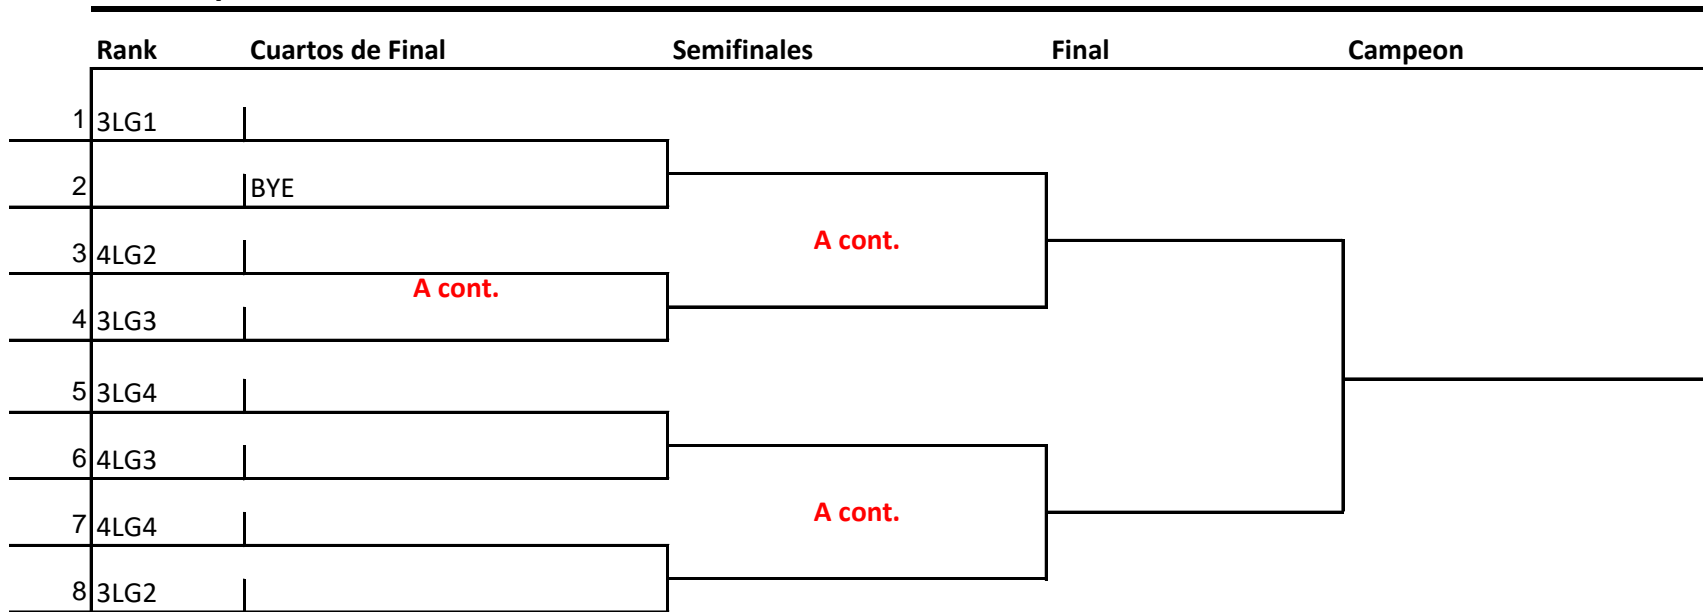 Rank Cuartos de Final Semifinales Final Campeon
1 3LG1
2 BYE
A cont.
3 4LG2
A cont.
4 3LG3
5 3LG4
6 4LG3
A cont.
7 4LG4
8 3LG2